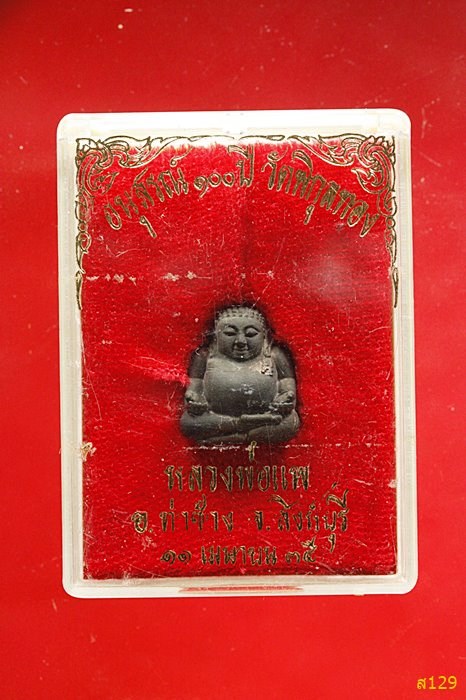 อนุสรณ์ ๑๐๐ ปี วัดพิกุลทอง
หลวงพ่อแพ
อ.ท่าช้าง จ.สิงห์บุรี
๑๑ เมษายน ๓๕
ส129